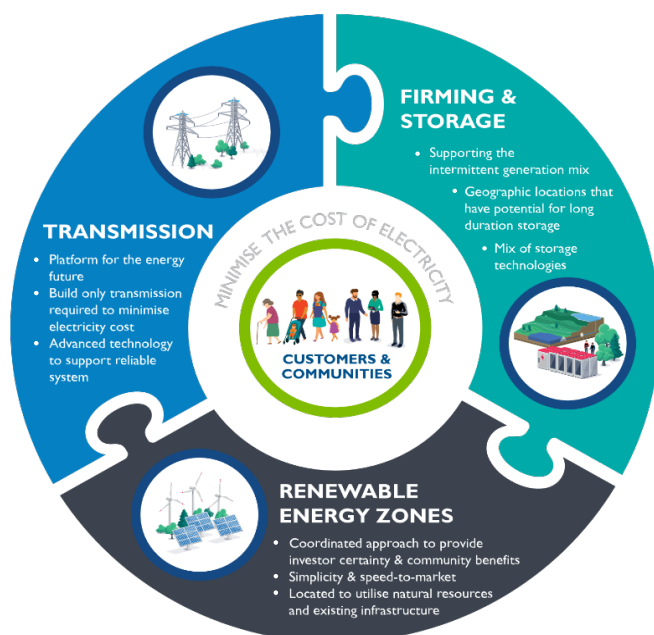 TRANSMISSION
• Platform for the energy
future
• Build only transmission
required to minimise
electricity cost
• Advanced technology
to support reliable
system
FIRMING &
STORAGE
• Supporting the
intermittent generation mix
• Geographic locations that
have potential for long
duration storage
• Mix of storage
technologies
MINIMISE THE COST OF ELECTRICITY
CUSTOMERS &
COMMUNITIES
RENEWABLE
ENERGY ZONES
• Coordinated approach to provide
investor certainty & community benefits
• Simplicity & speed-to-market
• Located to utilise natural resources
and existing infrastructure